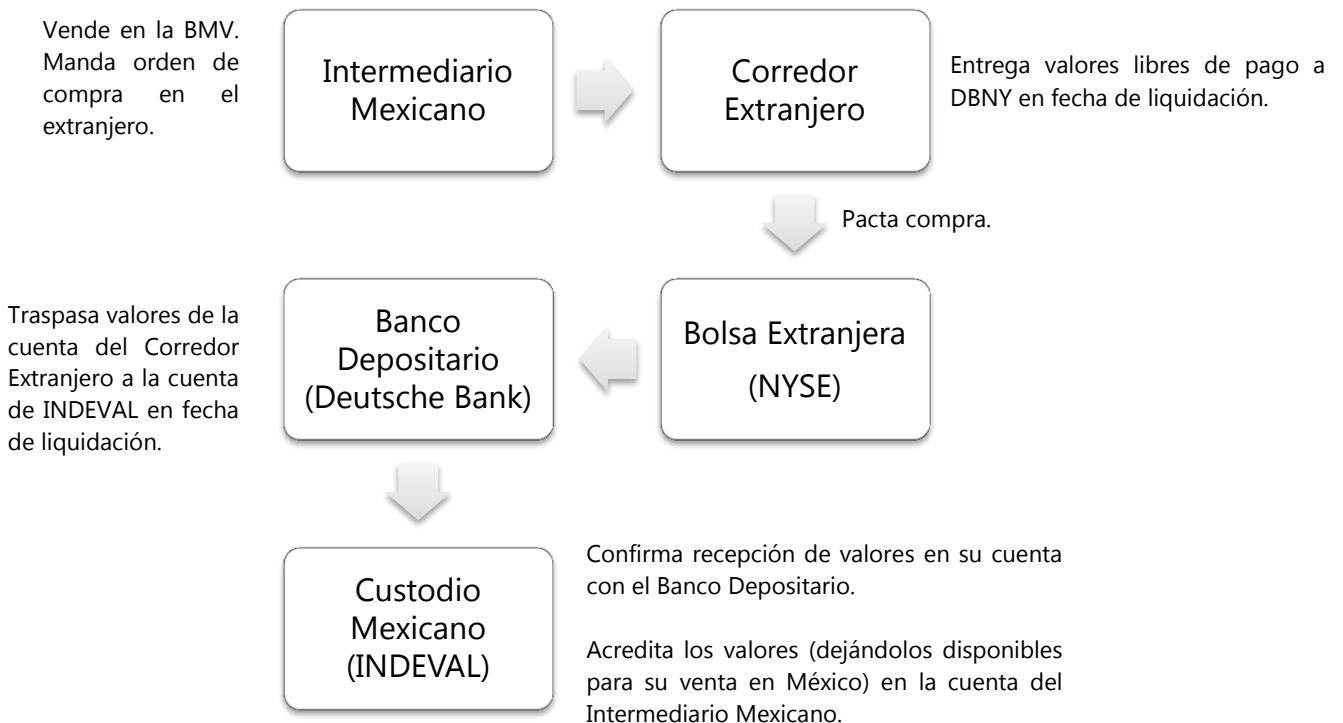 Vende en la BMV.
Manda orden de
compra en el
extranjero.
Intermediario
Mexicano
Corredor
Extranjero
Entrega valores libres de pago a
DBNY en fecha de liquidación.
Pacta compra.
Bolsa Extranjera
(NYSE)
Banco
Depositario
(Deutsche Bank)
Traspasa valores de la
cuenta del Corredor
Extranjero a la cuenta
de INDEVAL en fecha
de liquidación.
Custodio
Mexicano
(INDEVAL)
Confirma recepción de valores en su cuenta
con el Banco Depositario.
Acredita los valores (dejándolos disponibles
para su venta en México) en la cuenta del
Intermediario Mexicano.